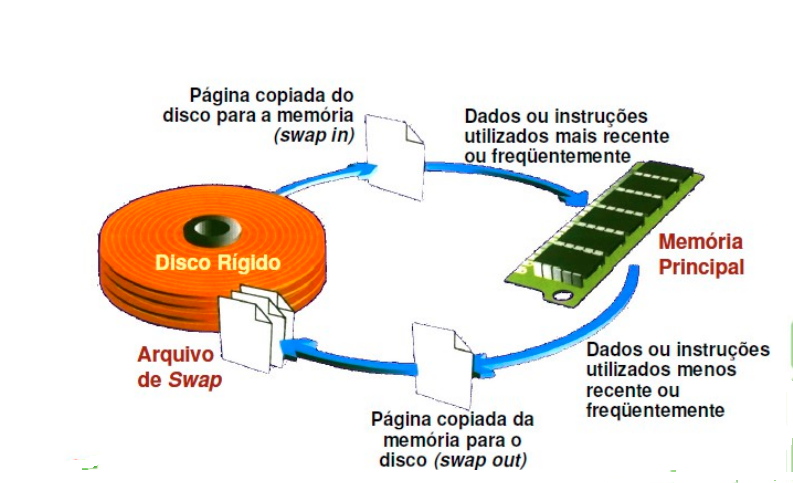 Página copiada do
disco para a memória
(swap in)
Dados ou instruções
utilizados mais recente
ou freqüentemente
Disco Rígido
Memória
Principal
Arquivo
de Swap
Dados ou instruções
utilizados menos
recente ou
freqüentemente
Página copiada da
memória para o
disco (swap out)